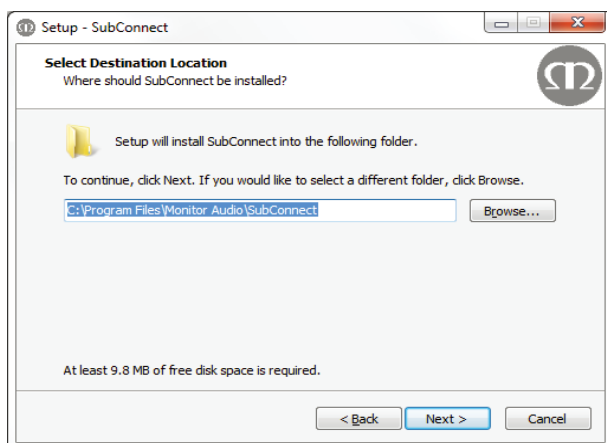 Setup - SubConnect
Select Destination Location
Where should SubConnect be installed?
Setup will install SubConnect into the following folder.
To continue, click Next. If you would like to select a different folder, click Browse.
C:\Program Files\Monitor Audio\SubConnect
Browse...
At least 9.8 MB of free disk space is required.
< Back
Next >
Cancel